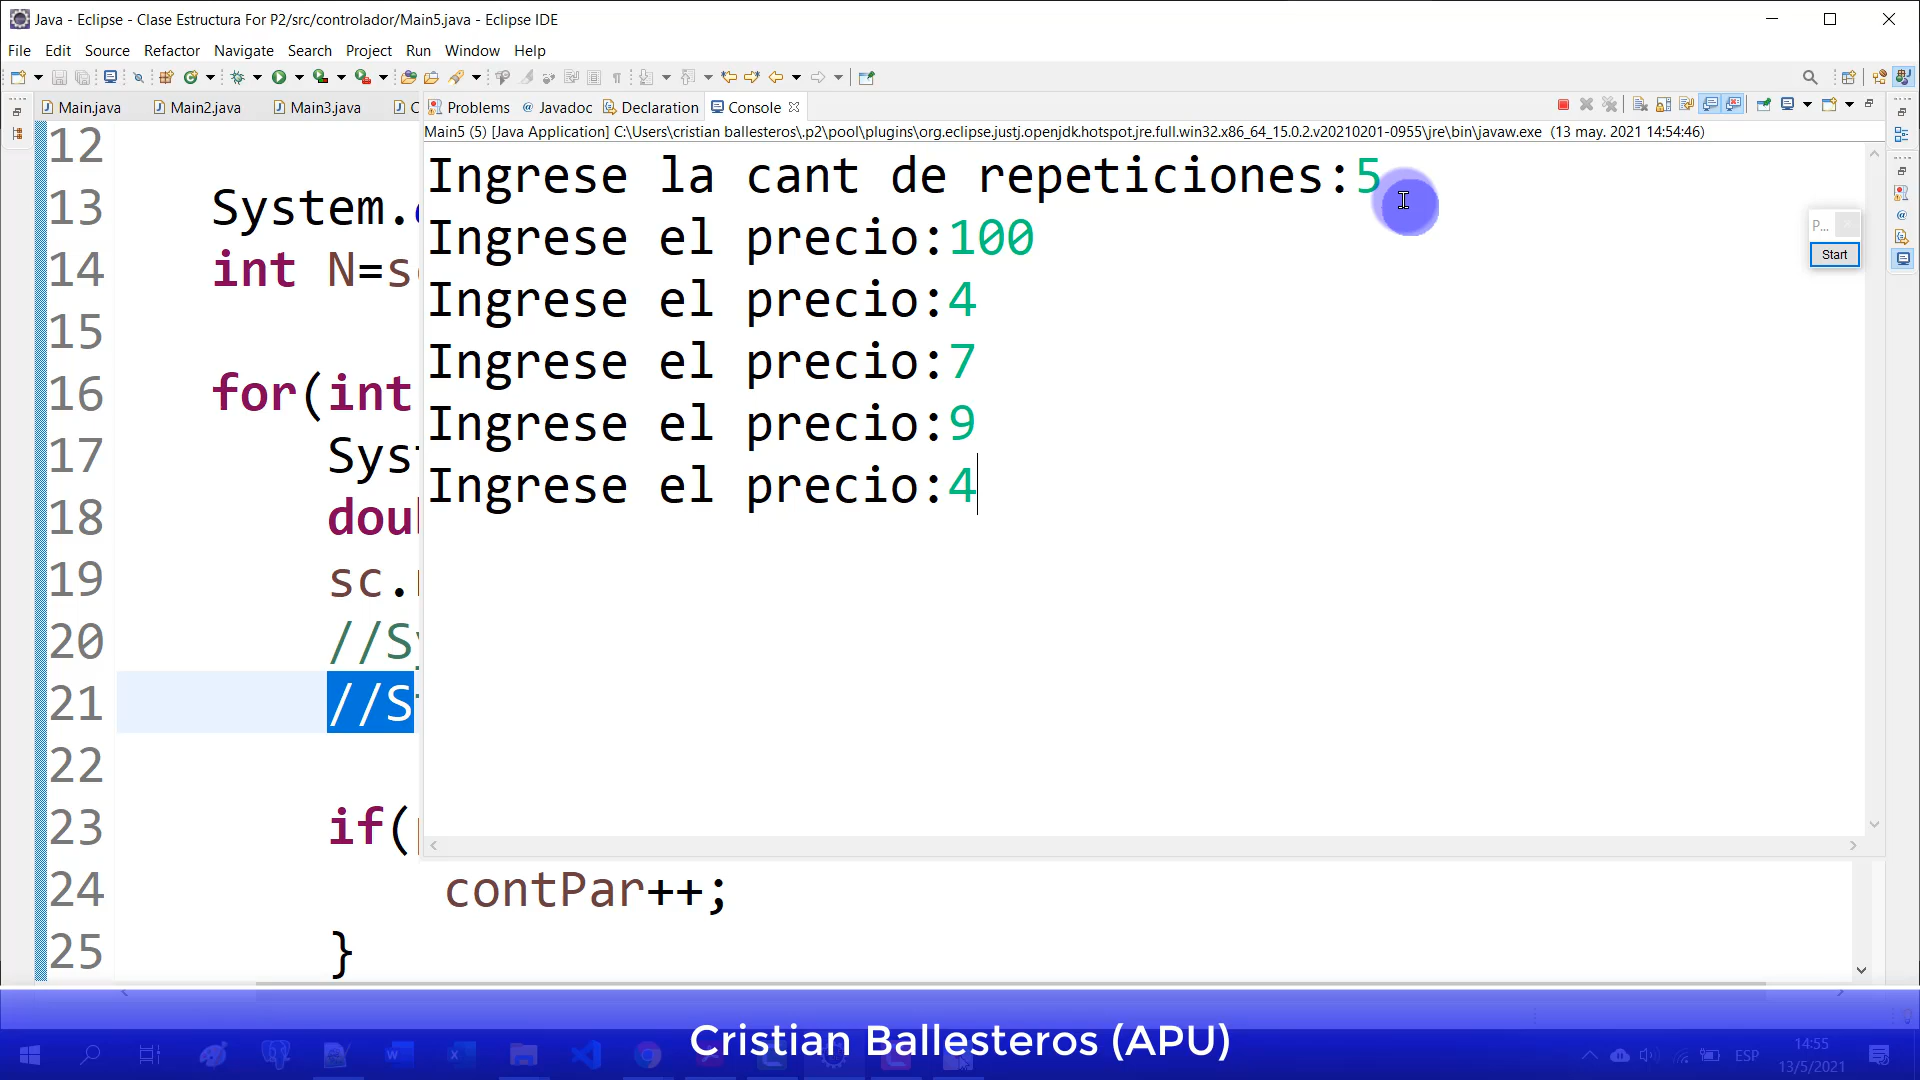 Java - Eclipse - Clase Estructura For P2/src/controlador/Main5.java - Eclipse IDE
File Edit Source Refactor Navigate Search Project Run Window Help
Main.java Main2.java Main3.java C Problems @ Javadoc Declaration Console
Main5 (5) [Java Application] C:\Users\cristian ballesteros\.p2\pool\plugins\org.eclipse.justj.openjdk.hotspot.jre.full.win32.x86_64_15.0.2.v20210201-0955\jre\bin\javaw.exe (13 may. 2021 14:54:46)
Ingrese la cant de repeticiones:5
Ingrese el precio:100
Ingrese el precio:4
Ingrese el precio:7
Ingrese el precio:9
Ingrese el precio:4
P...
Start
12
13 System.
14 int N=s
15
16 for(int
17 Sys
18 dou
19 sc.
20 //Sy
21 //S
22
23 if(
24 contPar++;
25 }
Cristian Ballesteros (APU)
ESP
14:55
13/5/2021